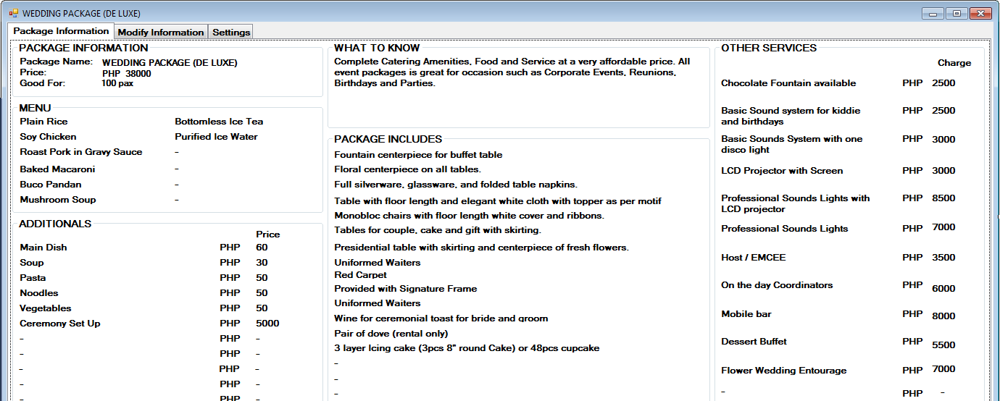 WEDDING PACKAGE (DE LUXE)
Package Information Modify Information Settings
PACKAGE INFORMATION
Package Name: WEDDING PACKAGE (DE LUXE)
Price: PHP 38000
Good For: 100 pax
MENU
Plain Rice Bottomless Ice Tea
Soy Chicken Purified Ice Water
Roast Pork in Gravy Sauce -
Baked Macaroni -
Buco Pandan -
Mushroom Soup -
ADDITIONALS
Price
Main Dish PHP 60
Soup PHP 30
Pasta PHP 50
Noodles PHP 50
Vegetables PHP 50
Ceremony Set Up PHP 5000
- PHP -
- PHP -
- PHP -
- PHP -
- PHP -
WHAT TO KNOW
Complete Catering Amenities, Food and Service at a very affordable price. All
event packages is great for occasion such as Corporate Events, Reunions,
Birthdays and Parties.
PACKAGE INCLUDES
Fountain centerpiece for buffet table
Floral centerpiece on all tables.
Full silverware, glassware, and folded table napkins.
Table with floor length and elegant white cloth with topper as per motif
Monobloc chairs with floor length white cover and ribbons.
Tables for couple, cake and gift with skirting.
Presidential table with skirting and centerpiece of fresh flowers.
Uniformed Waiters
Red Carpet
Provided with Signature Frame
Uniformed Waiters
Wine for ceremonial toast for bride and groom
Pair of dove (rental only)
3 layer Icing cake (3pcs 8" round Cake) or 48pcs cupcake
-
-
-
OTHER SERVICES
Charge
Chocolate Fountain available PHP 2500
Basic Sound system for kiddie PHP 2500
and birthdays
Basic Sounds System with one PHP 3000
disco light
LCD Projector with Screen PHP 3000
Professional Sounds Lights with PHP 8500
LCD projector
Professional Sounds Lights PHP 7000
Host / EMCEE PHP 3500
On the day Coordinators PHP 6000
Mobile bar PHP 8000
Dessert Buffet PHP 5500
Flower Wedding Entourage PHP 7000
- PHP -